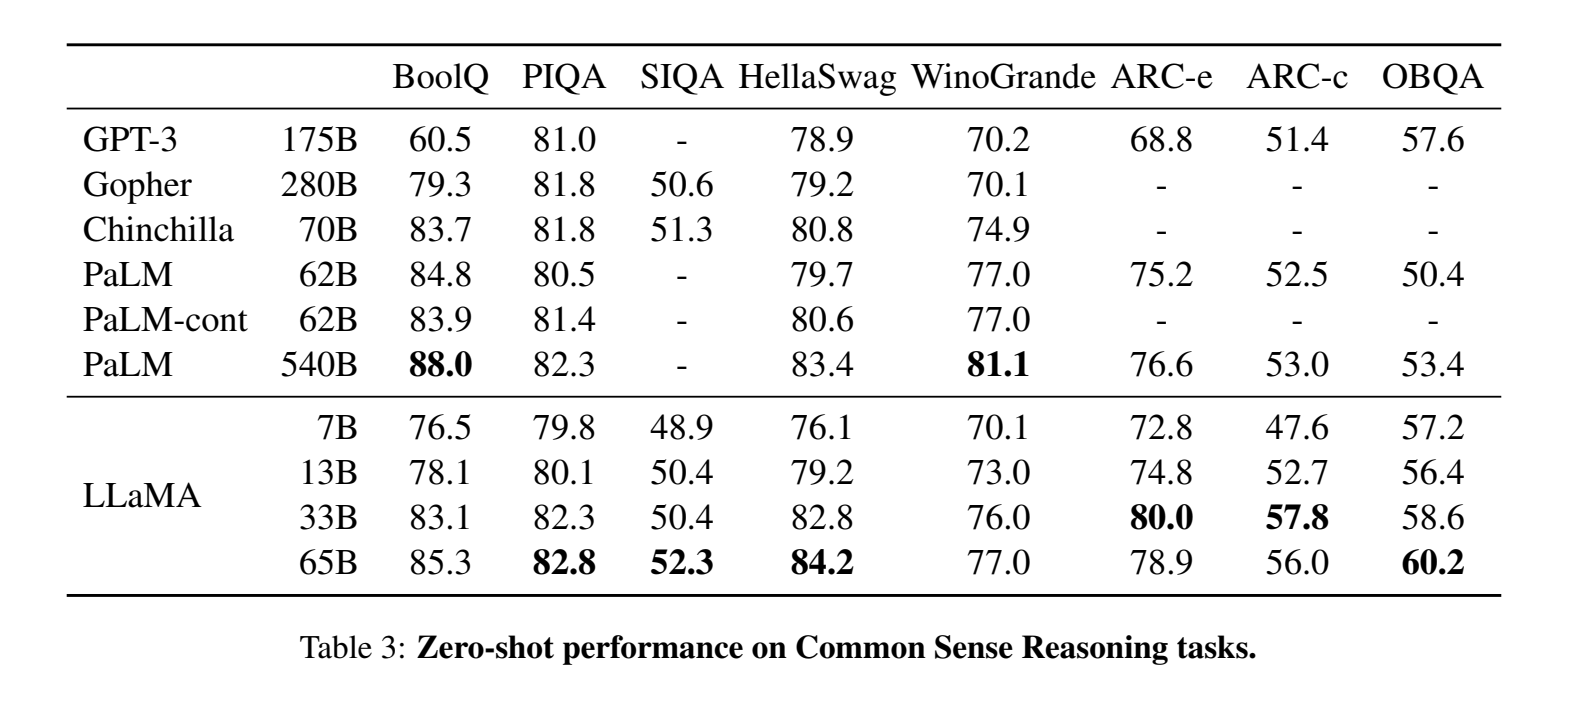 BoolQ PIQA SIQA HellaSwag WinoGrande ARC-e ARC-c OBQA
GPT-3 175B 60.5 81.0 - 78.9 70.2 68.8 51.4 57.6
Gopher 280B 79.3 81.8 50.6 79.2 70.1 - - -
Chinchilla 70B 83.7 81.8 51.3 80.8 74.9 - - -
PaLM 62B 84.8 80.5 - 79.7 77.0 75.2 52.5 50.4
PaLM-cont 62B 83.9 81.4 - 80.6 77.0 - - -
PaLM 540B 88.0 82.3 - 83.4 81.1 76.6 53.0 53.4
LLaMA
7B 76.5 79.8 48.9 76.1 70.1 72.8 47.6 57.2
13B 78.1 80.1 50.4 79.2 73.0 74.8 52.7 56.4
33B 83.1 82.3 50.4 82.8 76.0 80.0 57.8 58.6
65B 85.3 82.8 52.3 84.2 77.0 78.9 56.0 60.2
Table 3: Zero-shot performance on Common Sense Reasoning tasks.